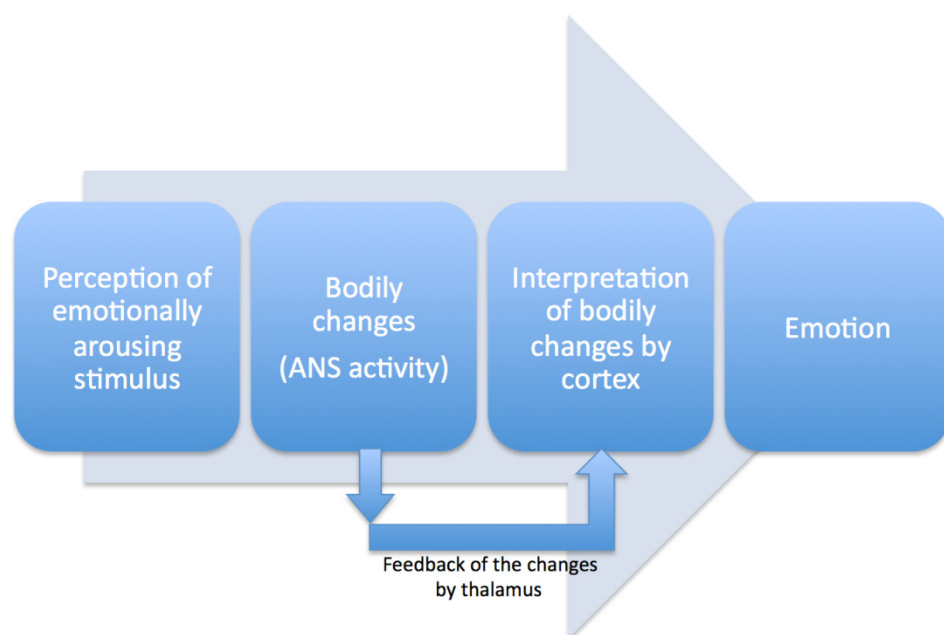 Perception of
emotionally
arousing
stimulus
Bodily
changes
(ANS activity)
Interpretation
of bodily
changes by
cortex
Emotion
Feedback of the changes
by thalamus